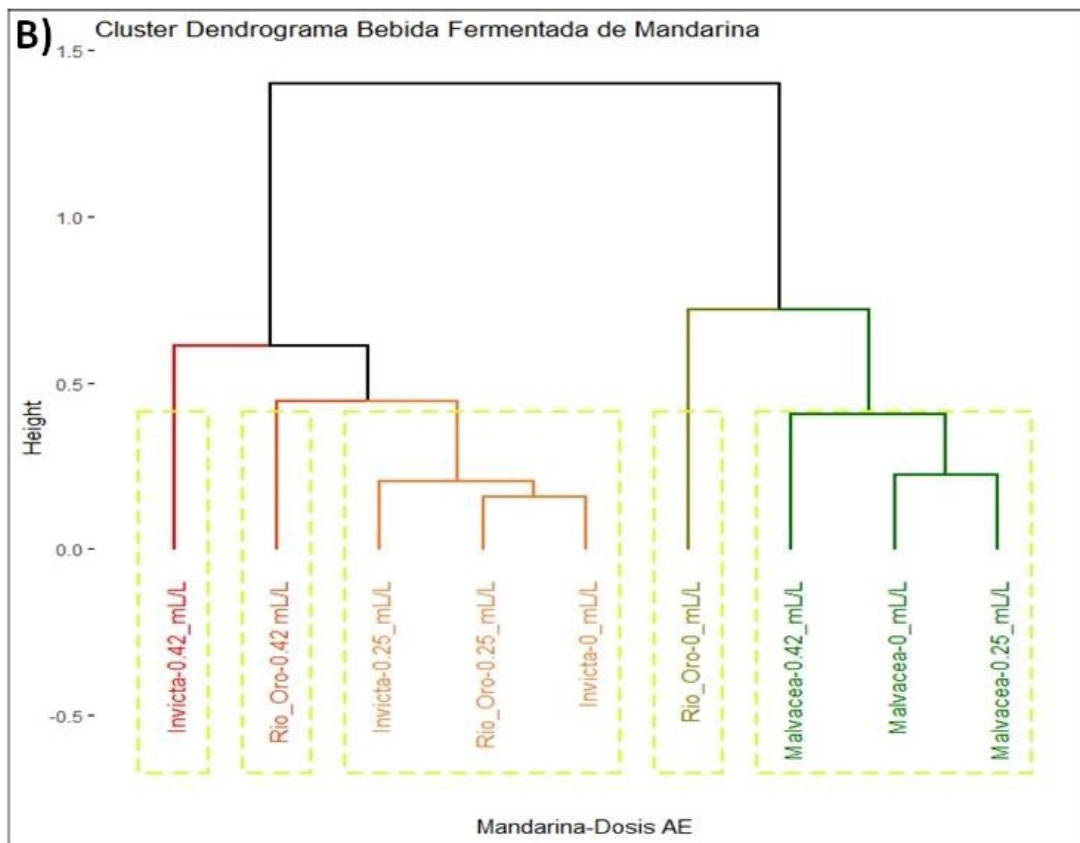 B)
Cluster Dendrograma Bebida Fermentada de Mandarina
1.5
1.0
0.5
0.0
-0.5
Height
Invicta-0.42_mL/L
Rio_Oro-0.42 mL/L
Invicta-0.25_mL/L
Rio_Oro-0.25_mL/L
Invicta-0_mL/L
Rio_Oro-0_mL/L
Malvacea-0.42_mL/L
Malvacea-0_mL/L
Malvacea-0.25_mL/L
Mandarina-Dosis AE